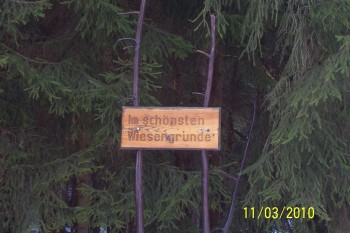 Im schönsten
Wiesengrunde
11/03/2010